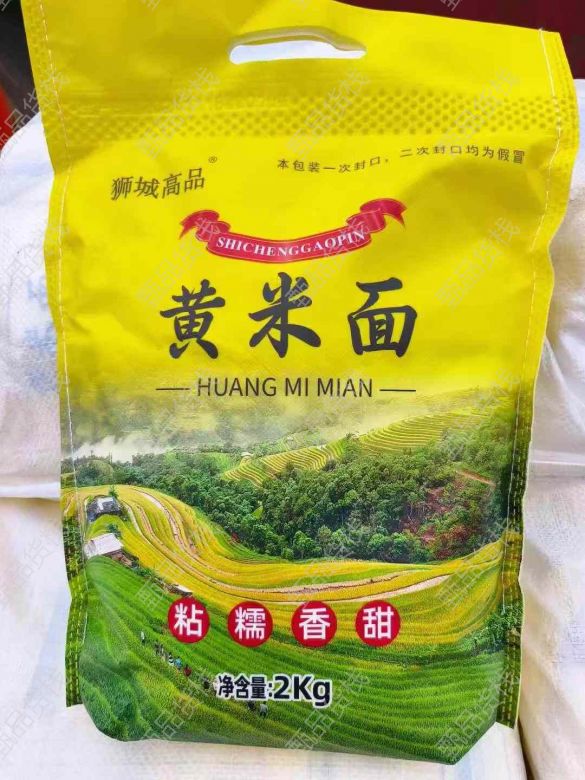 本包装一次封口，二次封口均为假冒
狮城高品®
SHICHENGGAOPIN
黄米面
HUANG MI MIAN
粘糯香甜
净含量:2Kg